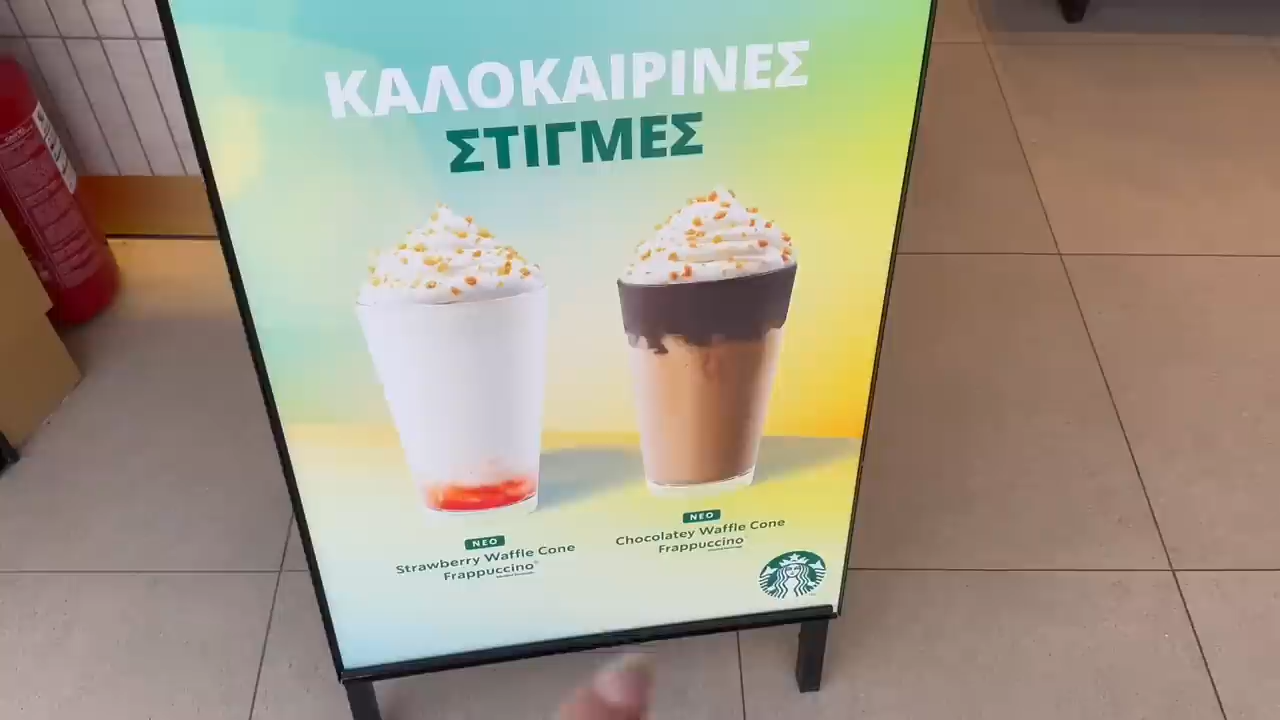 ΚΑΛΟΚΑΙΡΙΝΕΣ
ΣΤΙΓΜΕΣ
ΝΕΟ
Strawberry Waffle Cone
Frappuccino
ΝΕΟ
Chocolatey Waffle Cone
Frappuccino